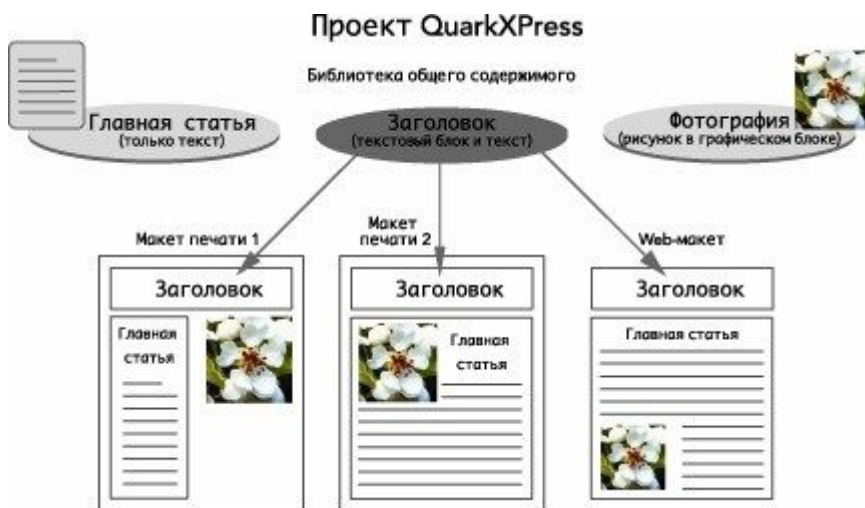 Проект QuarkXPress
Библиотека общего содержимого
Главная статья
(только текст)
Заголовок
(текстовый блок и текст)
Фотография
(рисунок в графическом блоке)
Макет печати 1
Макет
печати 2
Web-макет
Заголовок
Главная
статья
Заголовок
Главная
статья
Заголовок
Главная статья